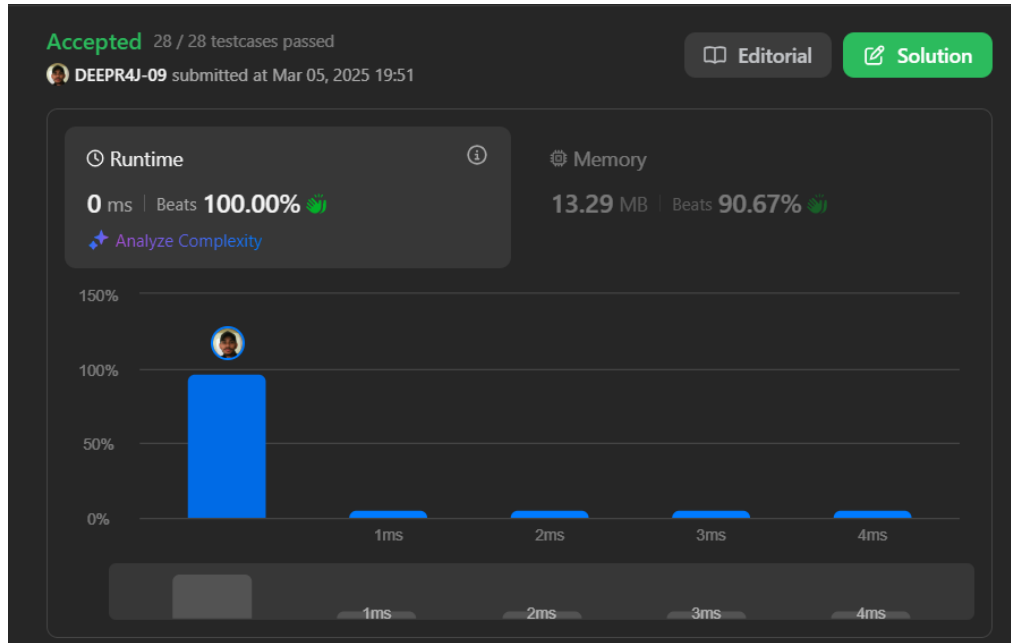 Accepted 28 / 28 testcases passed
DEEPR4J-09 submitted at Mar 05, 2025 19:51
Editorial
Solution
Runtime
0 ms | Beats 100.00%
Analyze Complexity
Memory
13.29 MB | Beats 90.67%
150%
100%
50%
0%
1ms 2ms 3ms 4ms
1ms 2ms 3ms 4ms